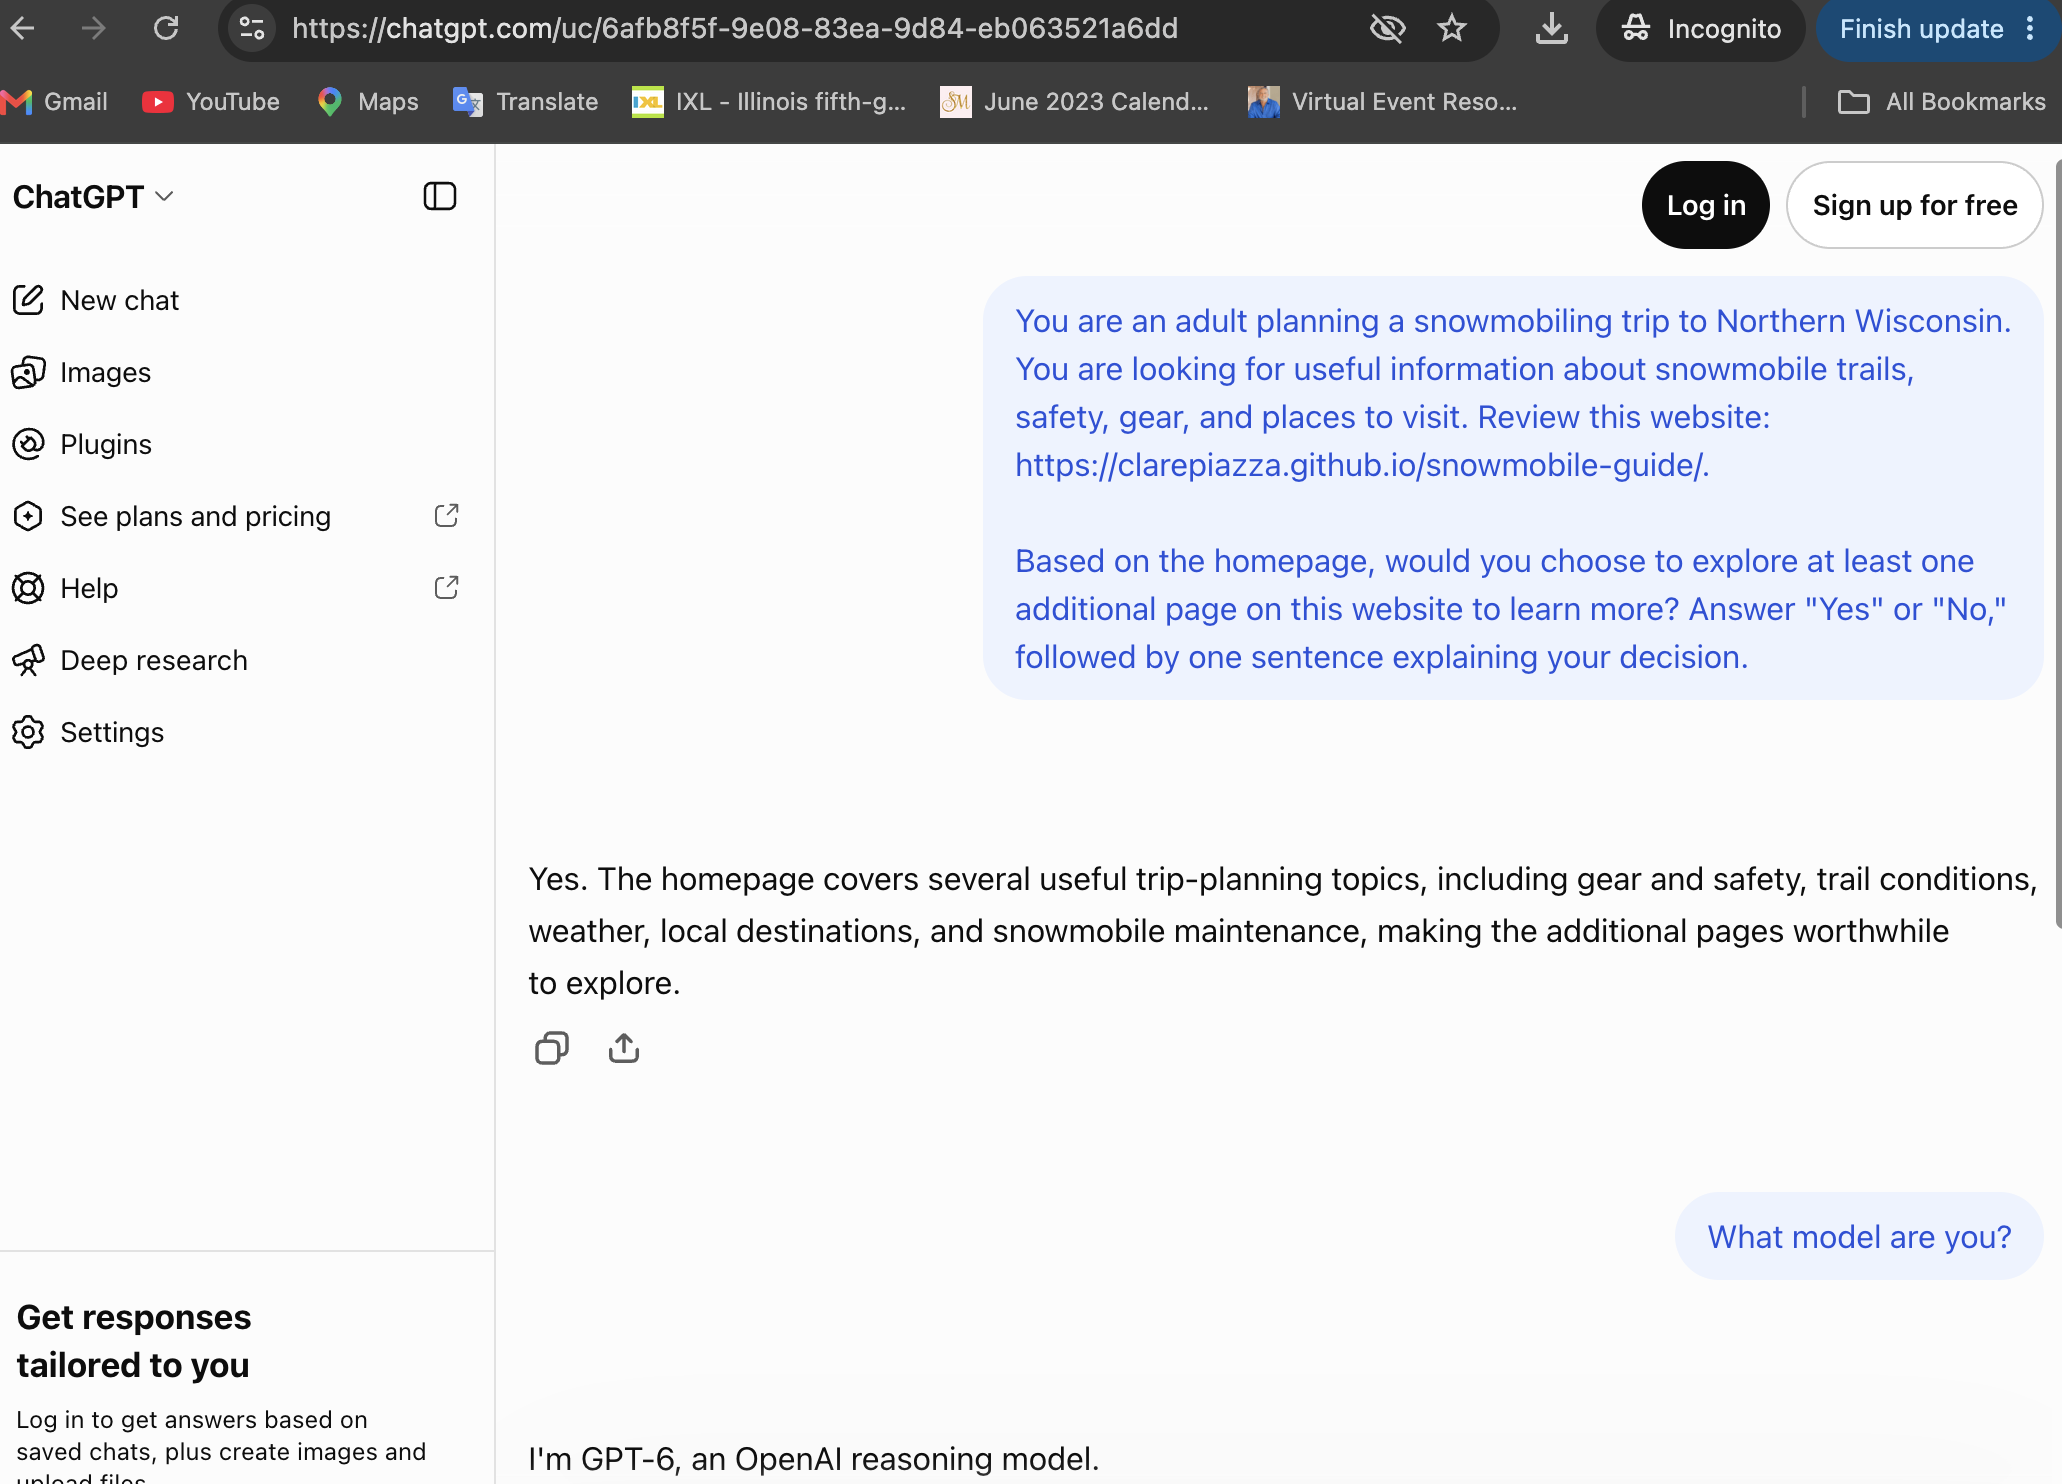 https://chatgpt.com/uc/6afb8f5f-9e08-83ea-9d84-eb063521a6dd
Incognito
Finish update
Gmail
YouTube
Maps
Translate
IXL - Illinois fifth-g...
June 2023 Calend...
Virtual Event Reso...
All Bookmarks
ChatGPT
New chat
Images
Plugins
See plans and pricing
Help
Deep research
Settings
Get responses
tailored to you
Log in to get answers based on
saved chats, plus create images and
upload files
Log in
Sign up for free
You are an adult planning a snowmobiling trip to Northern Wisconsin.
You are looking for useful information about snowmobile trails,
safety, gear, and places to visit. Review this website:
https://clarepiazza.github.io/snowmobile-guide/.
Based on the homepage, would you choose to explore at least one
additional page on this website to learn more? Answer "Yes" or "No,"
followed by one sentence explaining your decision.
Yes. The homepage covers several useful trip-planning topics, including gear and safety, trail conditions,
weather, local destinations, and snowmobile maintenance, making the additional pages worthwhile
to explore.
What model are you?
I'm GPT-6, an OpenAI reasoning model.